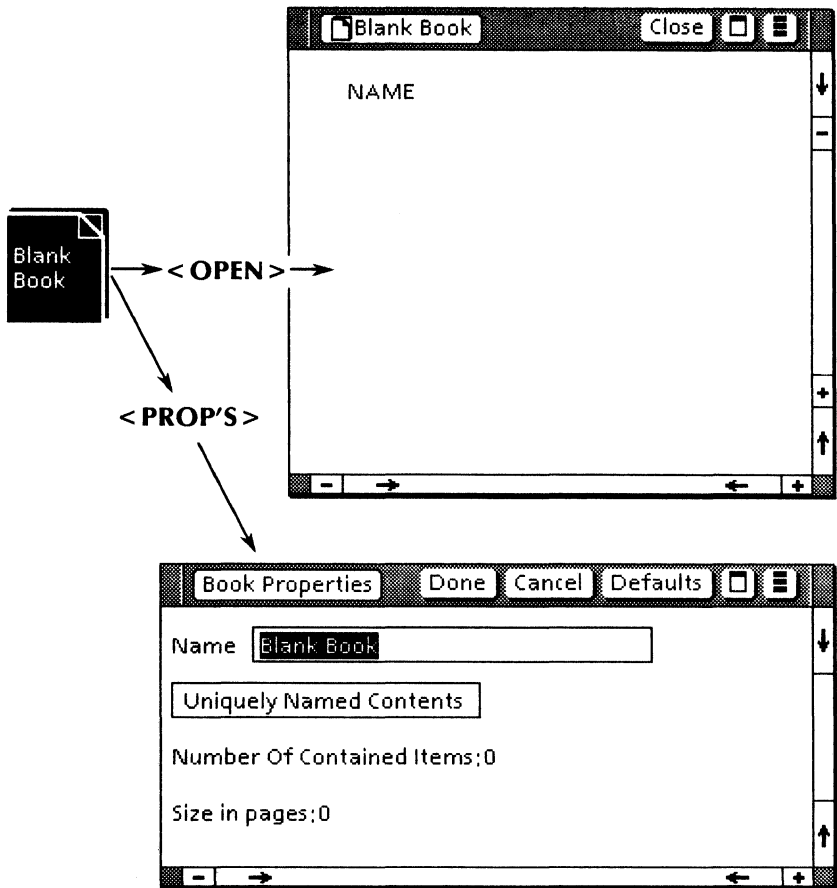 Blank Book Close
NAME
Blank
Book
< OPEN >
< PROP'S >
Book Properties Done Cancel Defaults
Name Blank Book
Uniquely Named Contents
Number Of Contained Items:0
Size in pages:0